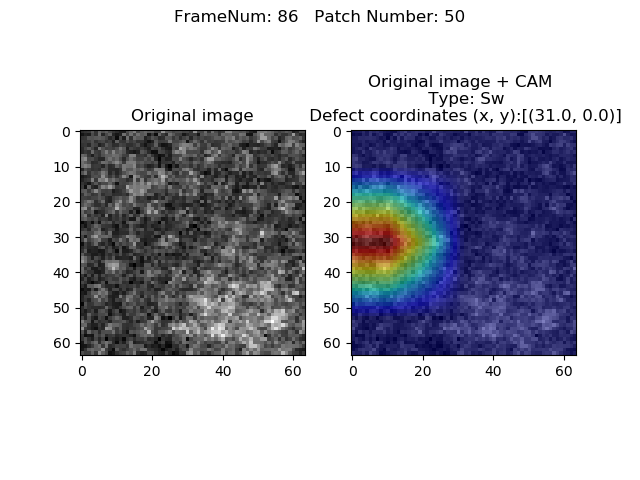 FrameNum: 86   Patch Number: 50
Original image
0
10
20
30
40
50
60
0 20 40 60
Original image + CAM
Type: Sw
Defect coordinates (x, y):[(31.0, 0.0)]
0
10
20
30
40
50
60
0 20 40 60